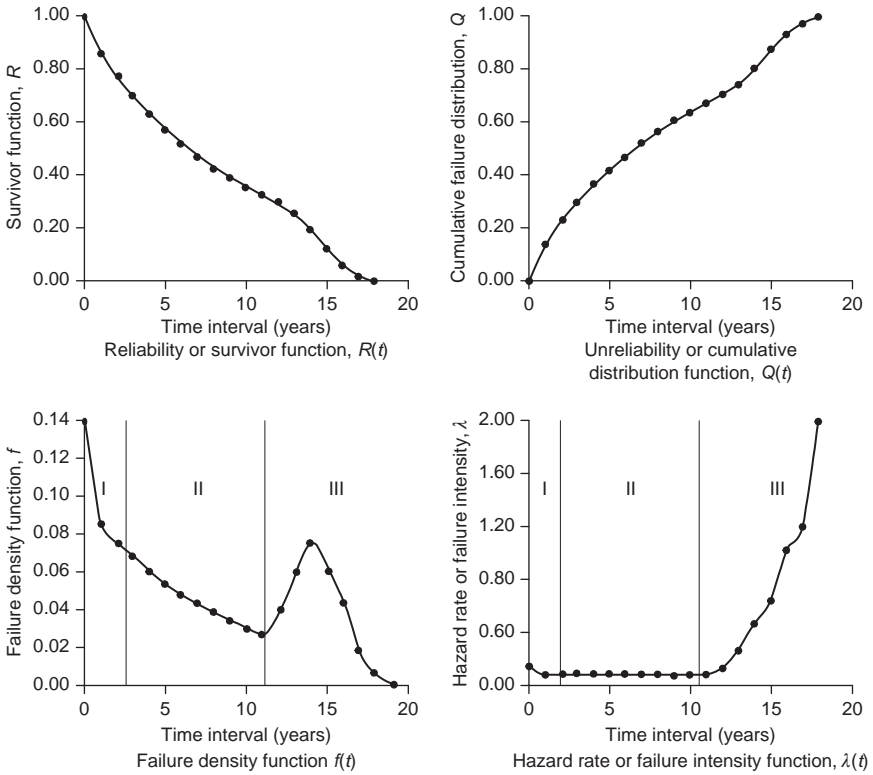 1.00
0.80
0.60
0.40
0.20
0.00
Survivor function, R
0 5 10 15 20
Time interval (years)
Reliability or survivor function, R(t)
1.00
0.80
0.60
0.40
0.20
0.00
Cumulative failure distribution, Q
0 5 10 15 20
Time interval (years)
Unreliability or cumulative
distribution function, Q(t)
0.14
0.12
0.10
0.08
0.06
0.04
0.02
0.00
Failure density function, f
I II III
0 5 10 15 20
Time interval (years)
Failure density function f(t)
2.00
1.60
1.20
0.80
0.60
0.00
Hazard rate or failure intensity, λ
I II III
0 5 10 15 20
Time interval (years)
Hazard rate or failure intensity function, λ(t)